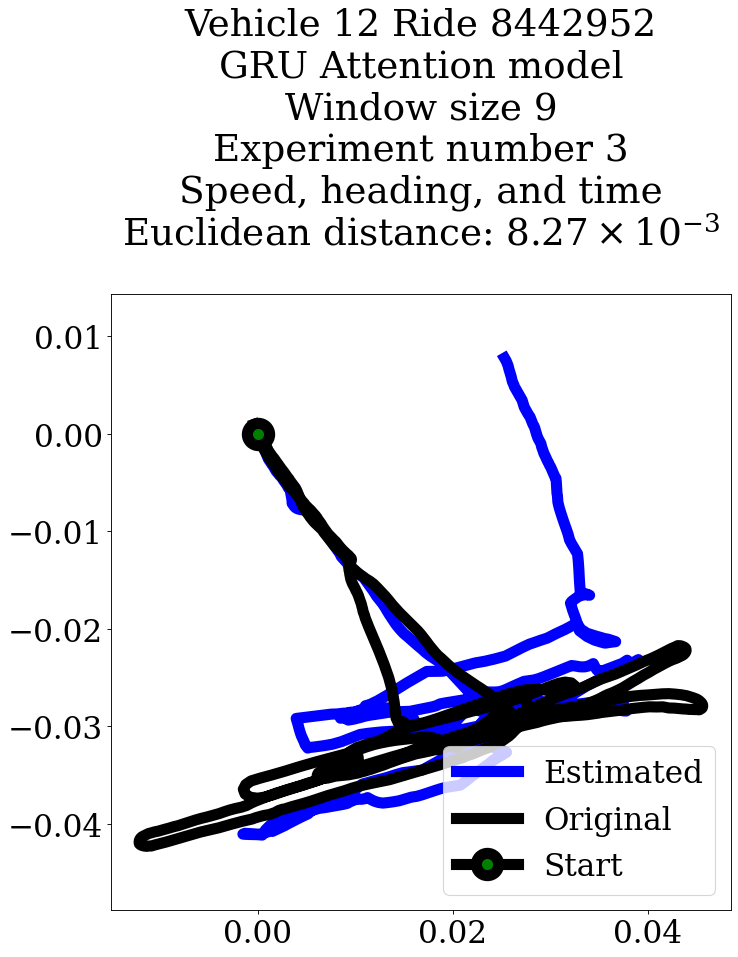 Vehicle 12 Ride 8442952
GRU Attention model
Window size 9
Experiment number 3
Speed, heading, and time
Euclidean distance: 8.27 × 10⁻³
0.01
0.00
−0.01
−0.02
−0.03
−0.04
Estimated
Original
Start
0.00 0.02 0.04